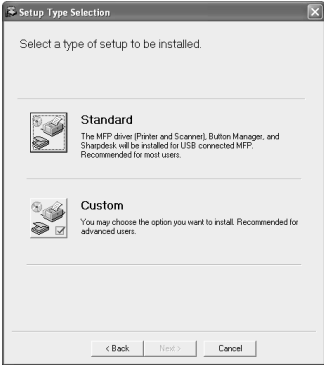 Setup Type Selection
Select a type of setup to be installed.
Standard
The MFP driver (Printer and Scanner), Button Manager, and
Sharpdesk will be installed for USB connected MFP.
Recommended for most users.
Custom
You may choose the option you want to install. Recommended for
advanced users.
< Back
Next >
Cancel